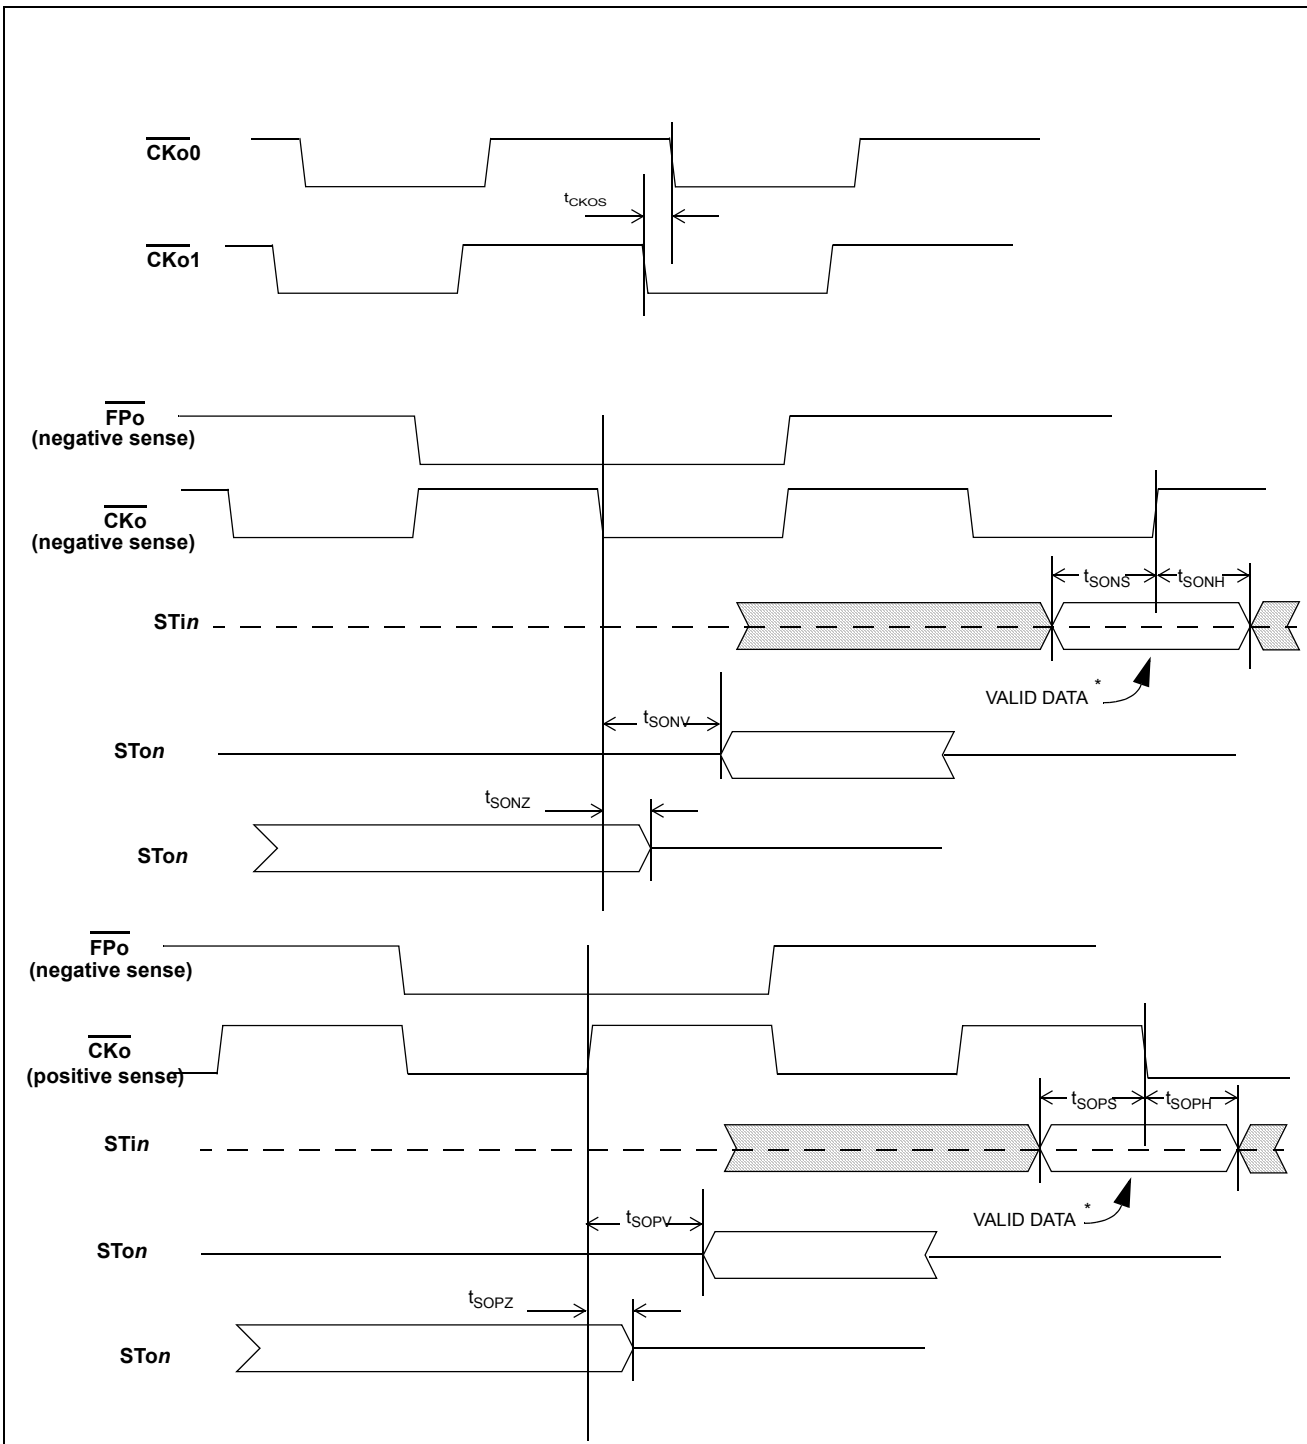 CKo0
tCKOS
CKo1
FPo
(negative sense)
CKo
(negative sense)
tSONS
tSONH
STin
VALID DATA *
tSONV
STon
tSONZ
STon
FPo
(negative sense)
CKo
(positive sense)
tSOPS
tSOPH
STin
VALID DATA *
tSOPV
STon
tSOPZ
STon